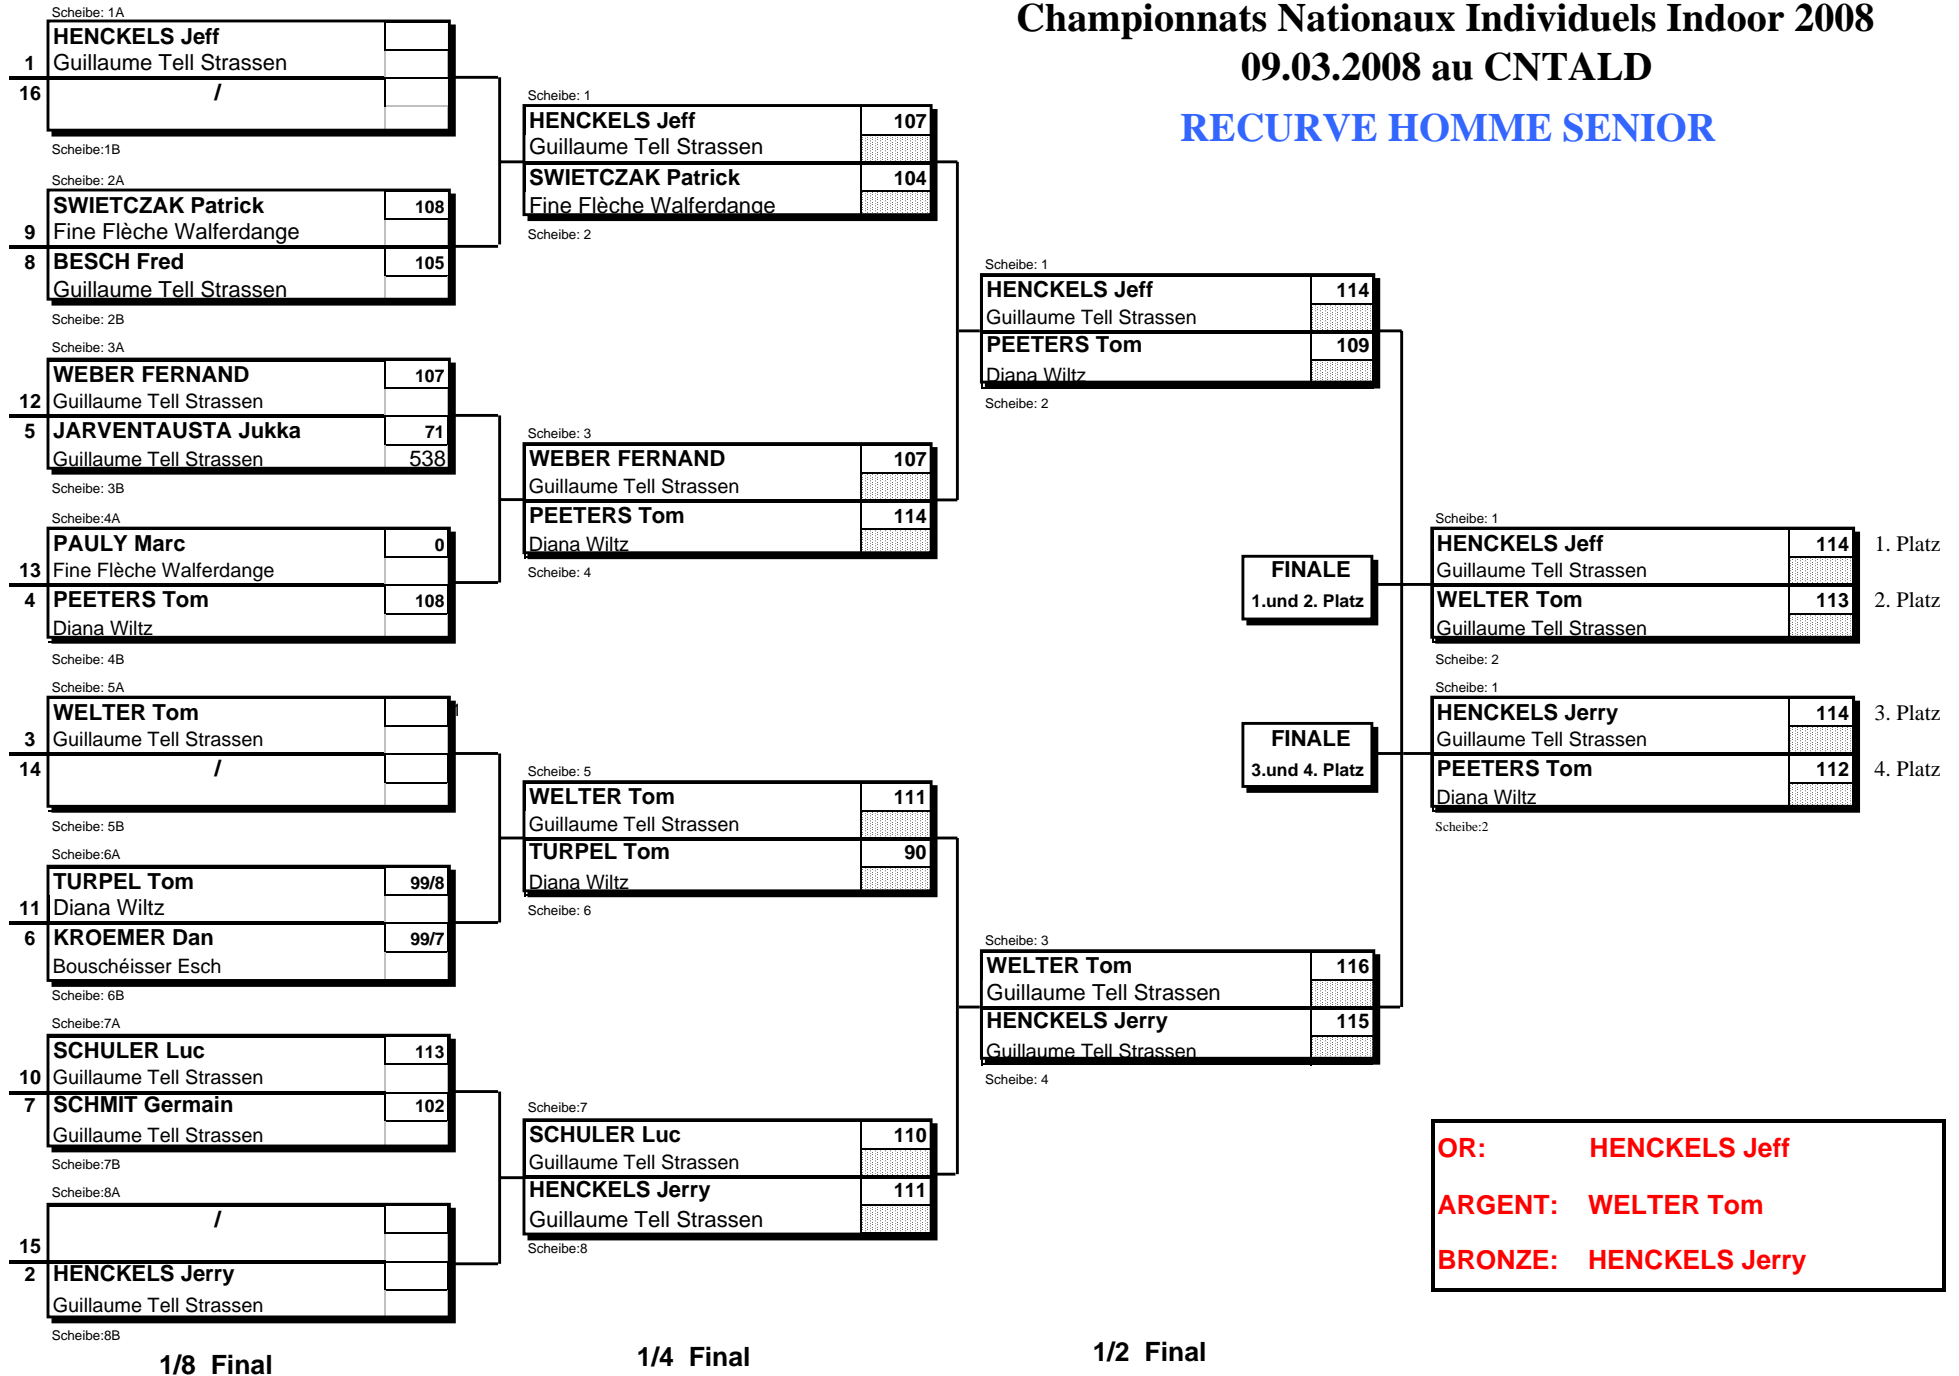 Championnats Nationaux Individuels Indoor 2008
09.03.2008 au CNTALD
RECURVE HOMME SENIOR
Scheibe: 1A
HENCKELS Jeff
1 Guillaume Tell Strassen
16 /
Scheibe:1B
Scheibe: 2A
SWIETCZAK Patrick 108
9 Fine Flèche Walferdange
8 BESCH Fred 105
Guillaume Tell Strassen
Scheibe: 2B
Scheibe: 3A
WEBER FERNAND 107
12 Guillaume Tell Strassen
5 JARVENTAUSTA Jukka 71
Guillaume Tell Strassen 538
Scheibe: 3B
Scheibe:4A
PAULY Marc 0
13 Fine Flèche Walferdange
4 PEETERS Tom 108
Diana Wiltz
Scheibe: 4B
Scheibe: 5A
WELTER Tom
3 Guillaume Tell Strassen
14 /
Scheibe: 5B
Scheibe:6A
TURPEL Tom 99/8
11 Diana Wiltz
6 KROEMER Dan 99/7
Bouschéisser Esch
Scheibe: 6B
Scheibe:7A
SCHULER Luc 113
10 Guillaume Tell Strassen
7 SCHMIT Germain 102
Guillaume Tell Strassen
Scheibe:7B
Scheibe:8A
/
15
2 HENCKELS Jerry
Guillaume Tell Strassen
Scheibe:8B
1/8 Final
Scheibe: 1
HENCKELS Jeff 107
Guillaume Tell Strassen
SWIETCZAK Patrick 104
Fine Flèche Walferdange
Scheibe: 2
Scheibe: 3
WEBER FERNAND 107
Guillaume Tell Strassen
PEETERS Tom 114
Diana Wiltz
Scheibe: 4
Scheibe: 5
WELTER Tom 111
Guillaume Tell Strassen
TURPEL Tom 90
Diana Wiltz
Scheibe: 6
Scheibe:7
SCHULER Luc 110
Guillaume Tell Strassen
HENCKELS Jerry 111
Guillaume Tell Strassen
Scheibe:8
1/4 Final
Scheibe: 1
HENCKELS Jeff 114
Guillaume Tell Strassen
PEETERS Tom 109
Diana Wiltz
Scheibe: 2
Scheibe: 3
WELTER Tom 116
Guillaume Tell Strassen
HENCKELS Jerry 115
Guillaume Tell Strassen
Scheibe: 4
1/2 Final
FINALE
1.und 2. Platz
Scheibe: 1
HENCKELS Jeff 114 1. Platz
Guillaume Tell Strassen
WELTER Tom 113 2. Platz
Guillaume Tell Strassen
Scheibe: 2
FINALE
3.und 4. Platz
Scheibe: 1
HENCKELS Jerry 114 3. Platz
Guillaume Tell Strassen
PEETERS Tom 112 4. Platz
Diana Wiltz
Scheibe:2
OR: HENCKELS Jeff
ARGENT: WELTER Tom
BRONZE: HENCKELS Jerry